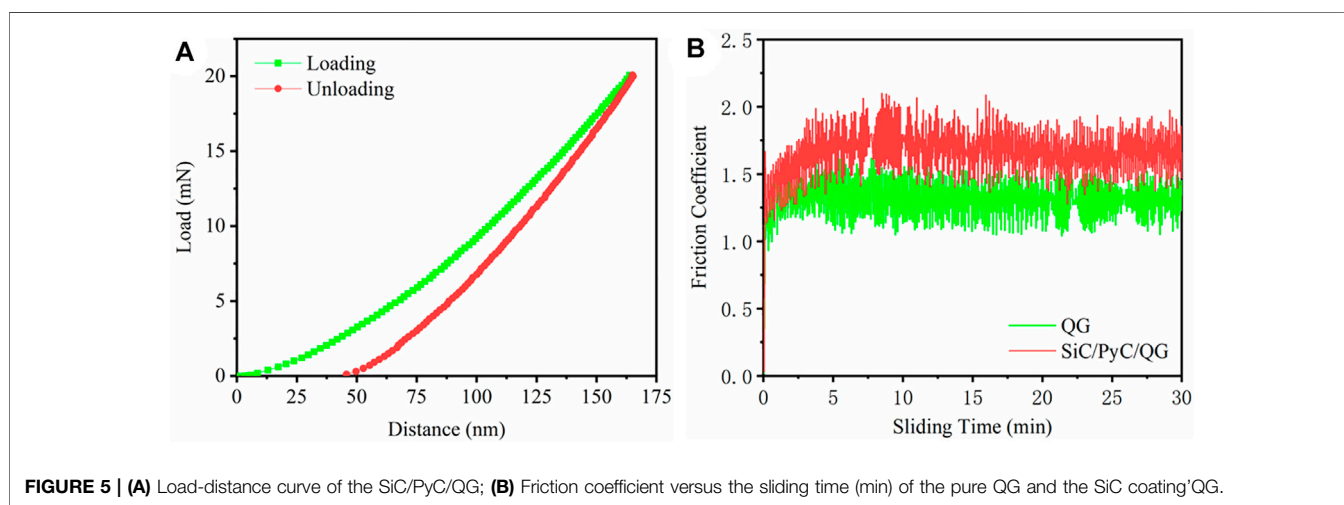 A
Loading
Unloading
20
15
10
5
0
Load (mN)
0 25 50 75 100 125 150 175
Distance (nm)
B
2.5
2.0
1.5
1.0
0.5
0.0
Friction Coefficient
QG
SiC/PyC/QG
0 5 10 15 20 25 30
Sliding Time (min)
FIGURE 5 | (A) Load-distance curve of the SiC/PyC/QG; (B) Friction coefficient versus the sliding time (min) of the pure QG and the SiC coating'QG.